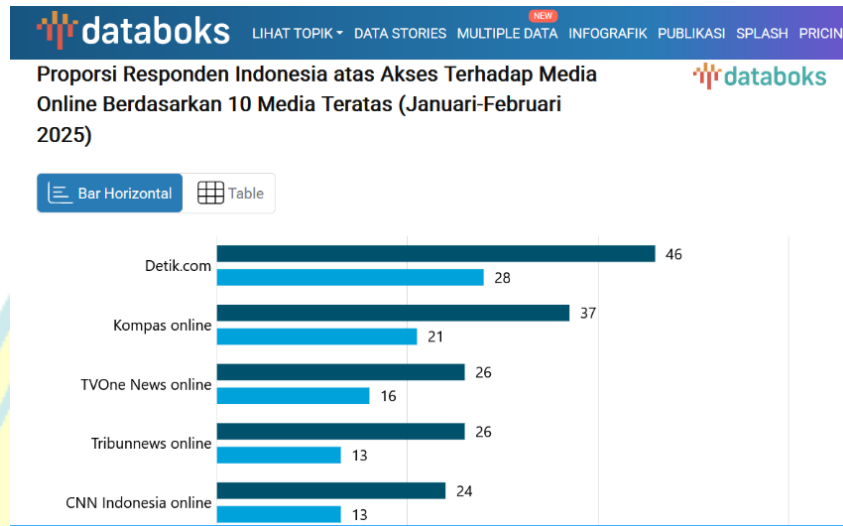 databoks LIHAT TOPIK DATA STORIES NEW MULTIPLE DATA INFOGRAFIK PUBLIKASI SPLASH PRICIN
Proporsi Responden Indonesia atas Akses Terhadap Media
Online Berdasarkan 10 Media Teratas (Januari-Februari
2025)
databoks
Bar Horizontal Table
Detik.com 46
28
Kompas online 37
21
TVOne News online 26
16
Tribunnews online 26
13
CNN Indonesia online 24
13